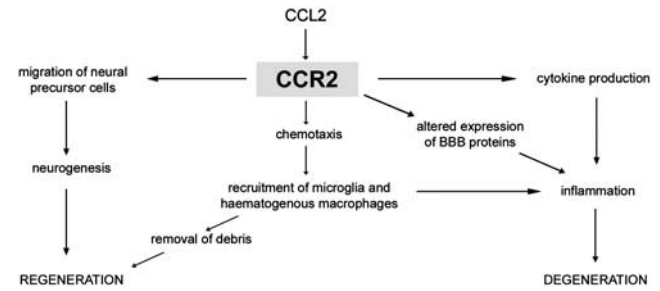 CCL2
migration of neural
precursor cells
CCR2
cytokine production
chemotaxis
altered expression
of BBB proteins
neurogenesis
recruitment of microglia and
haematogenous macrophages
inflammation
removal of debris
REGENERATION
DEGENERATION